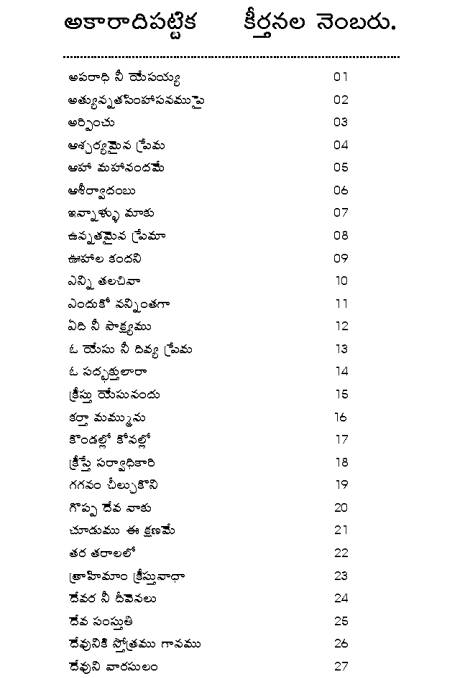 అకారాదిపట్టిక కీర్తనల నెంబరు.
అపరాధి నీ యేసయ్య 01
అత్యున్నతసింహాసనముపై 02
అర్పించు 03
ఆశ్చర్యమైన ప్రేమ 04
ఆహా మహానందమే 05
ఆశీర్వాదంబు 06
ఇన్నాళ్ళు మాకు 07
ఉన్నతమైన ప్రేమా 08
ఊహల కందని 09
ఎన్ని తలచినా 10
ఎందుకో నన్నింతగా 11
ఏది నీ సాక్ష్యము 12
ఓ యేసు నీ దివ్య ప్రేమ 13
ఓ సద్భక్తులారా 14
క్రీస్తు యేసునందు 15
కర్తా మమ్మును 16
కొండల్లో కోనల్లో 17
క్రీస్తే సర్వాధికారి 18
గగనం చీల్చుకొని 19
గొప్ప దేవ నాకు 20
చూడుము ఈ క్షణమే 21
తర తరాలలో 22
త్రాహిమాం క్రీస్తునాధా 23
దేవర నీ దీవెనలు 24
దేవ సంస్తుతి 25
దేవునికి స్తోత్రము గానము 26
దేవుని వారసులం 27